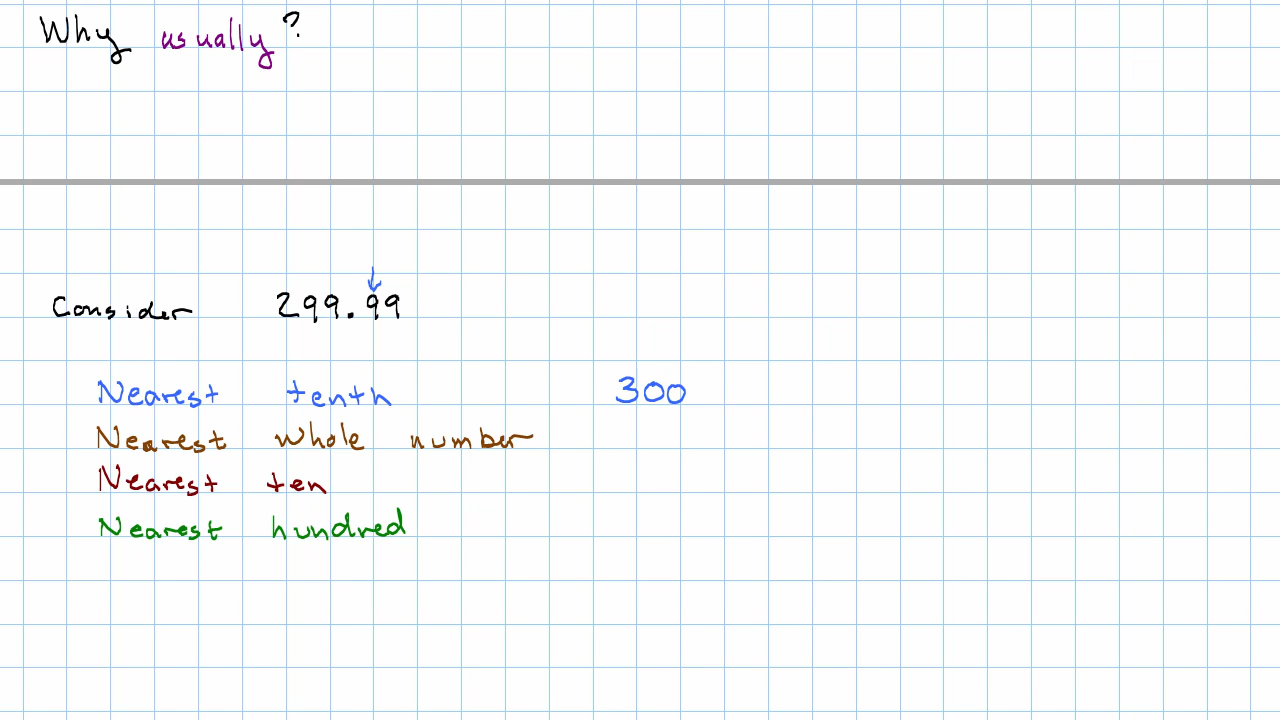 Why usually?
Consider 299.99
Nearest tenth 300
Nearest whole number
Nearest ten
Nearest hundred